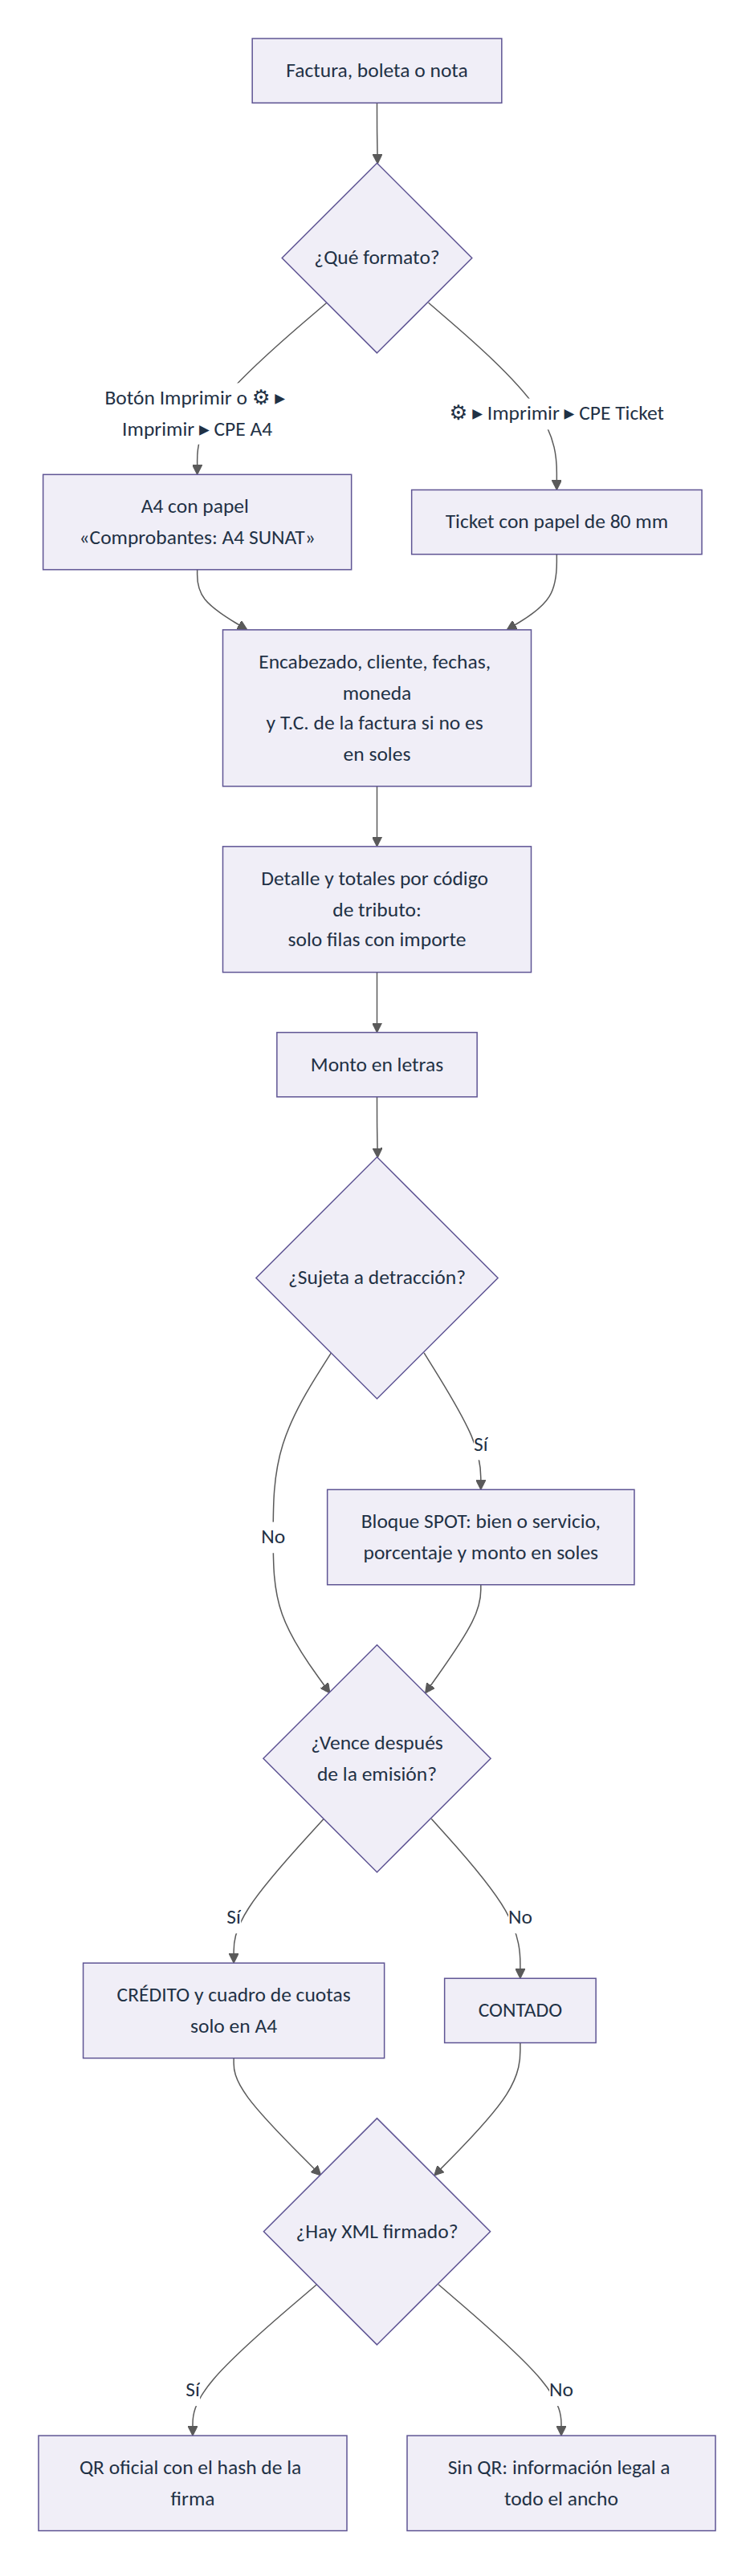 Factura, boleta o nota
¿Qué formato?
Botón Imprimir o ⚙ ▸
Imprimir ▸ CPE A4
⚙ ▸ Imprimir ▸ CPE Ticket
A4 con papel
«Comprobantes: A4 SUNAT»
Ticket con papel de 80 mm
Encabezado, cliente, fechas,
moneda
y T.C. de la factura si no es
en soles
Detalle y totales por código
de tributo:
solo filas con importe
Monto en letras
¿Sujeta a detracción?
Sí
Bloque SPOT: bien o servicio,
porcentaje y monto en soles
No
¿Vence después
de la emisión?
Sí
No
CRÉDITO y cuadro de cuotas
solo en A4
CONTADO
¿Hay XML firmado?
Sí
No
QR oficial con el hash de la
firma
Sin QR: información legal a
todo el ancho